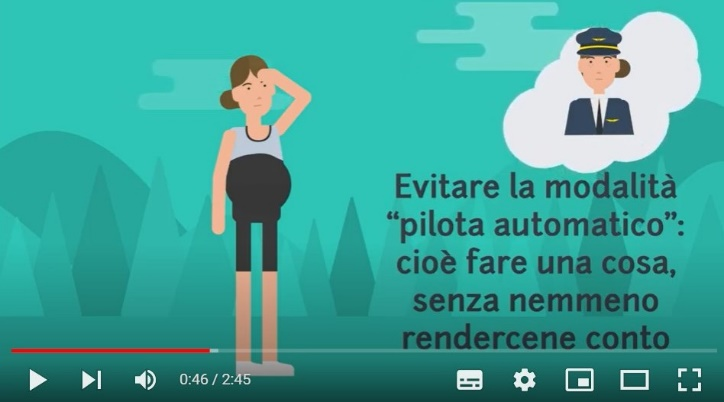 Evitare la modalità
“pilota automatico”:
cioè fare una cosa,
senza nemmeno
rendercene conto
0:46 / 2:45